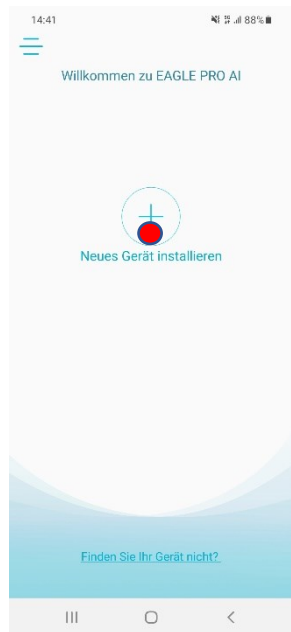 14:41
88%
Willkommen zu EAGLE PRO AI
Neues Gerät installieren
Finden Sie Ihr Gerät nicht?